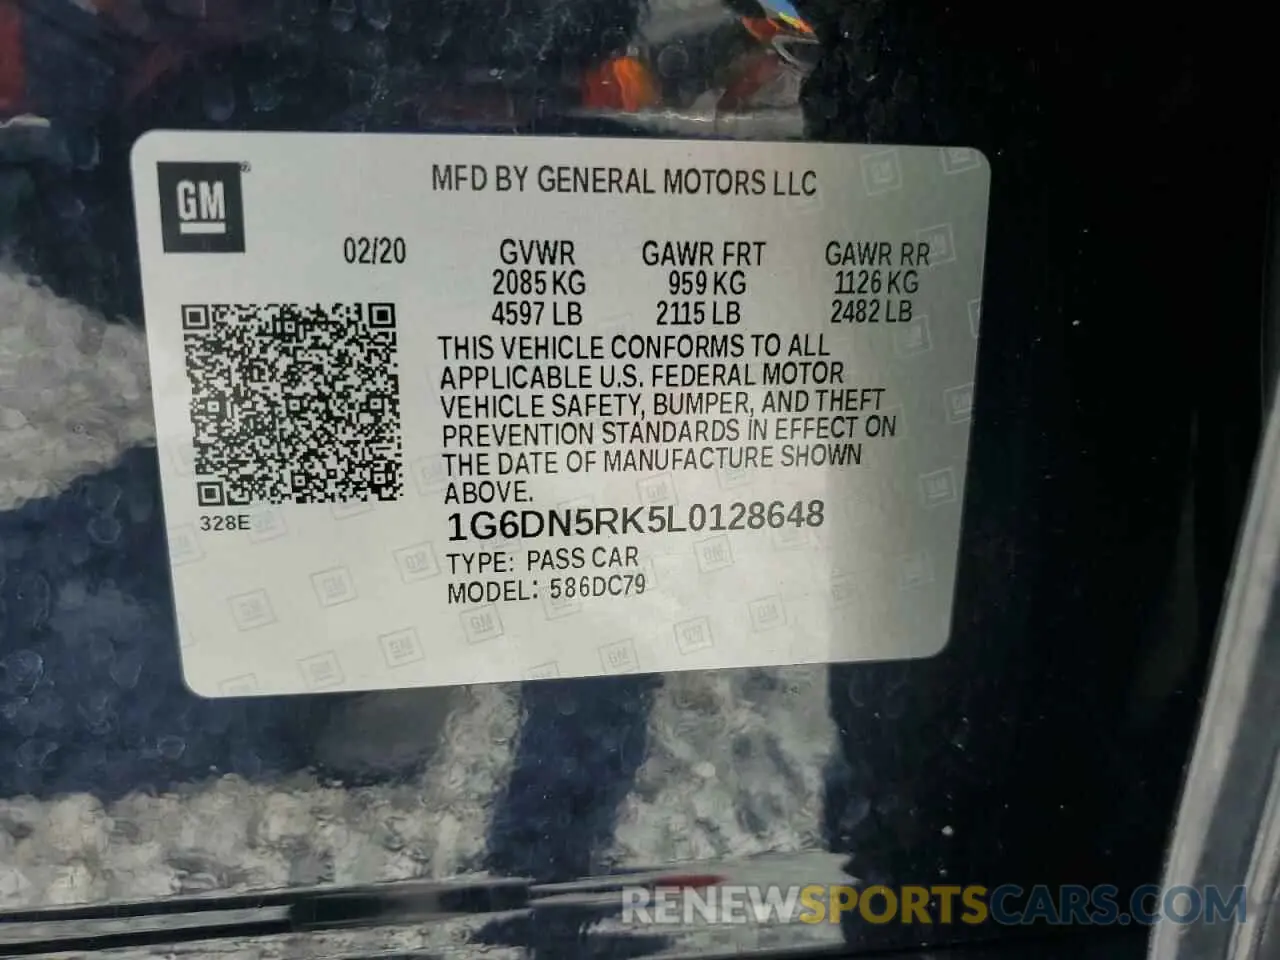 GM
MFD BY GENERAL MOTORS LLC
02/20 GVWR GAWR FRT GAWR RR
2085 KG 959 KG 1126 KG
4597 LB 2115 LB 2482 LB
THIS VEHICLE CONFORMS TO ALL
APPLICABLE U.S. FEDERAL MOTOR
VEHICLE SAFETY, BUMPER, AND THEFT
PREVENTION STANDARDS IN EFFECT ON
THE DATE OF MANUFACTURE SHOWN
ABOVE.
328E
1G6DN5RK5L0128648
TYPE: PASS CAR
MODEL: 586DC79
RENEWSPORTSCARS.COM